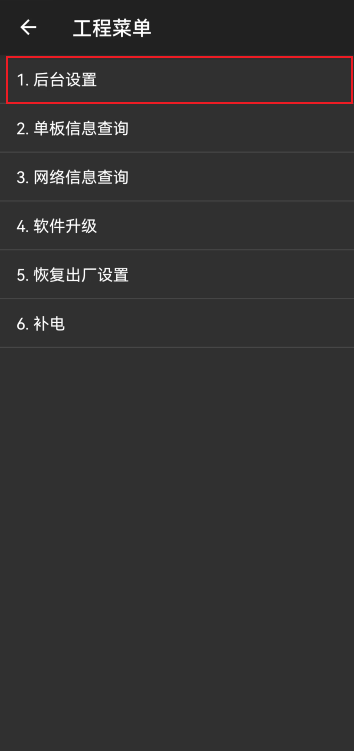 工程菜单
1. 后台设置
2. 单板信息查询
3. 网络信息查询
4. 软件升级
5. 恢复出厂设置
6. 补电